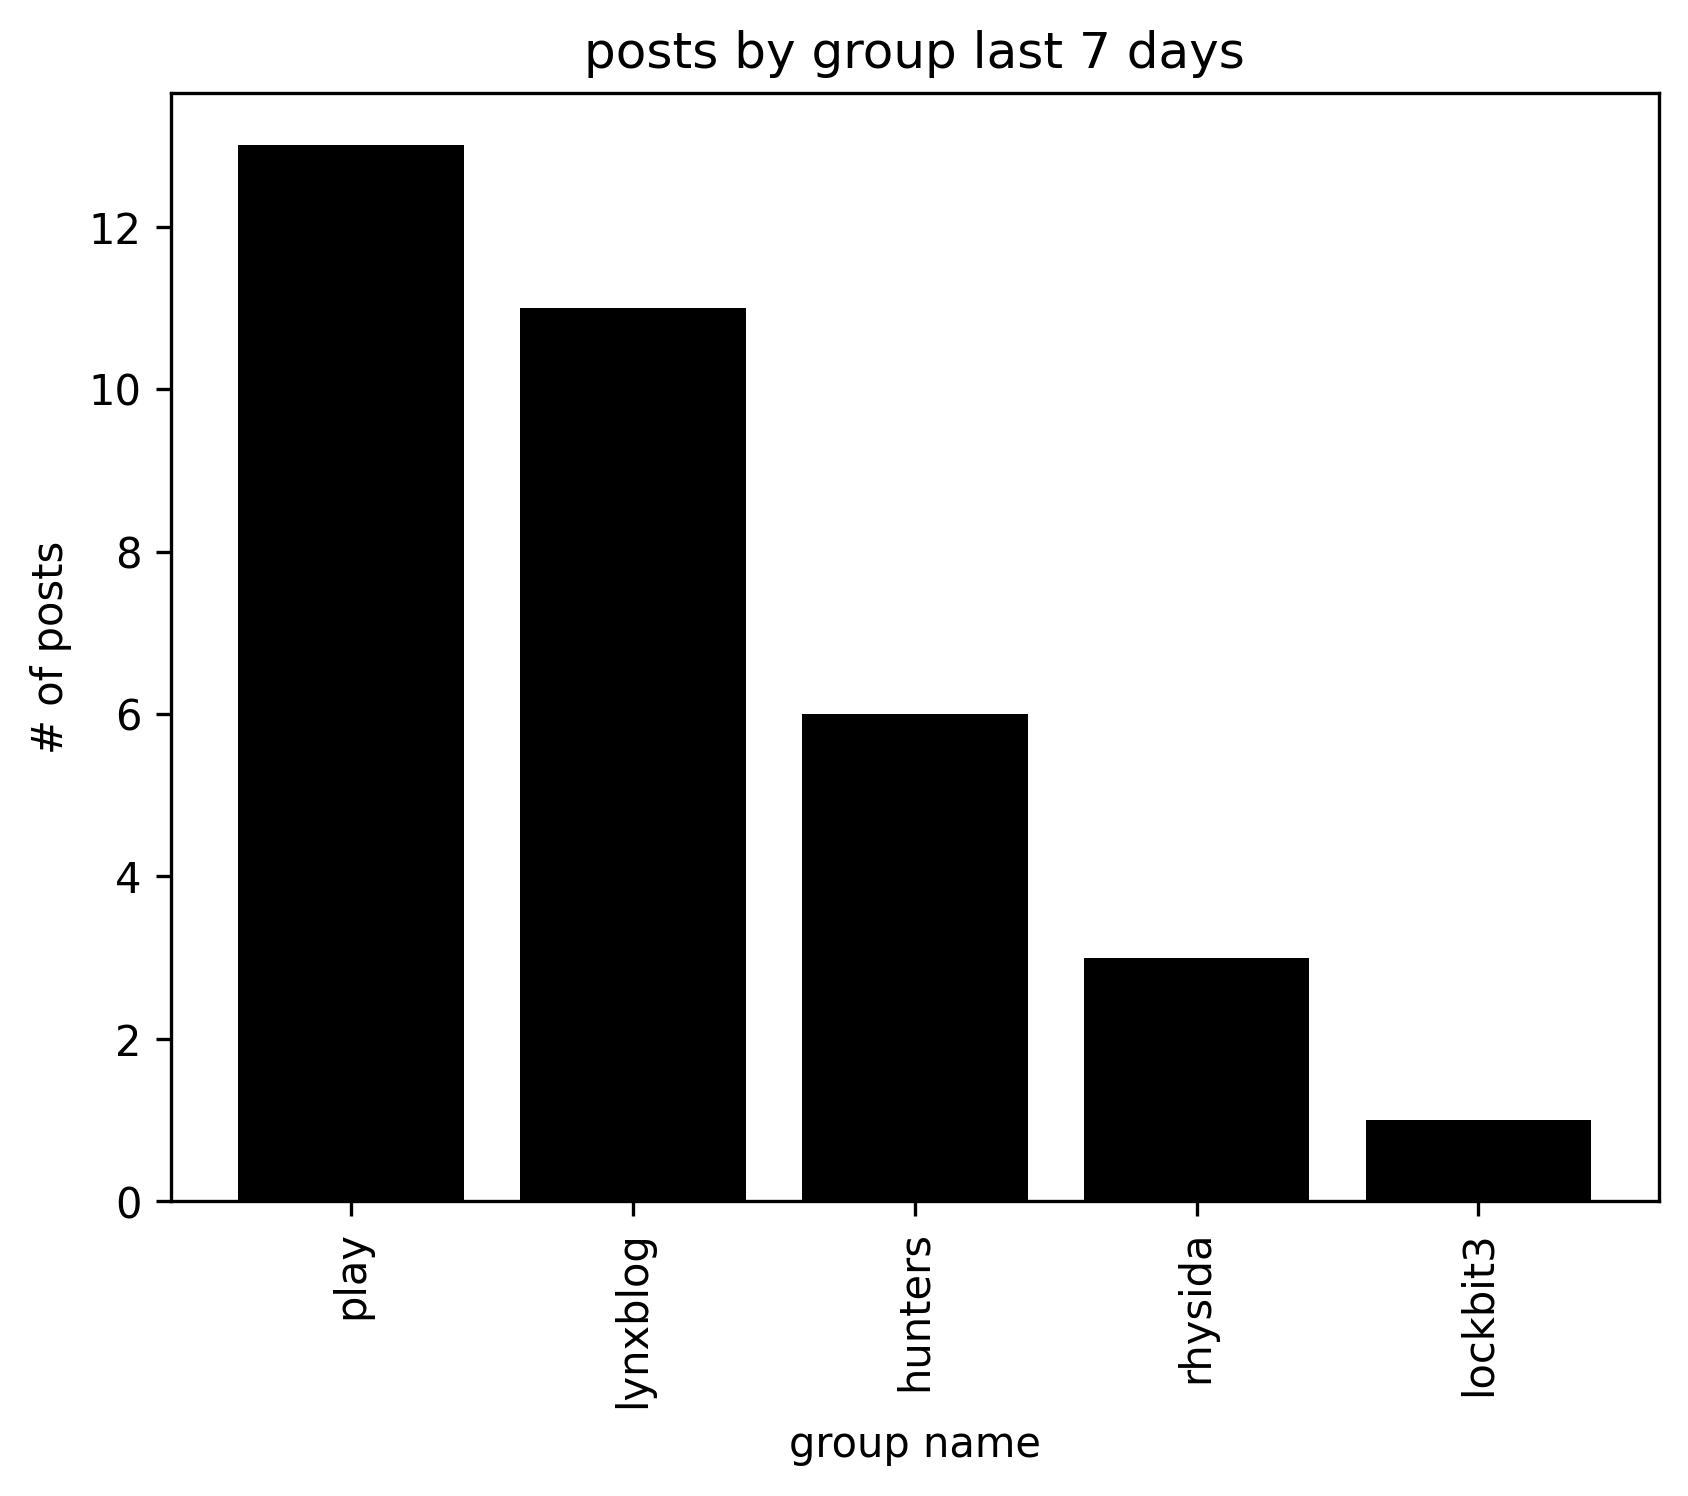 posts by group last 7 days
12
10
8
6
4
2
0
# of posts
play
lynxblog
hunters
rhysida
lockbit3
group name